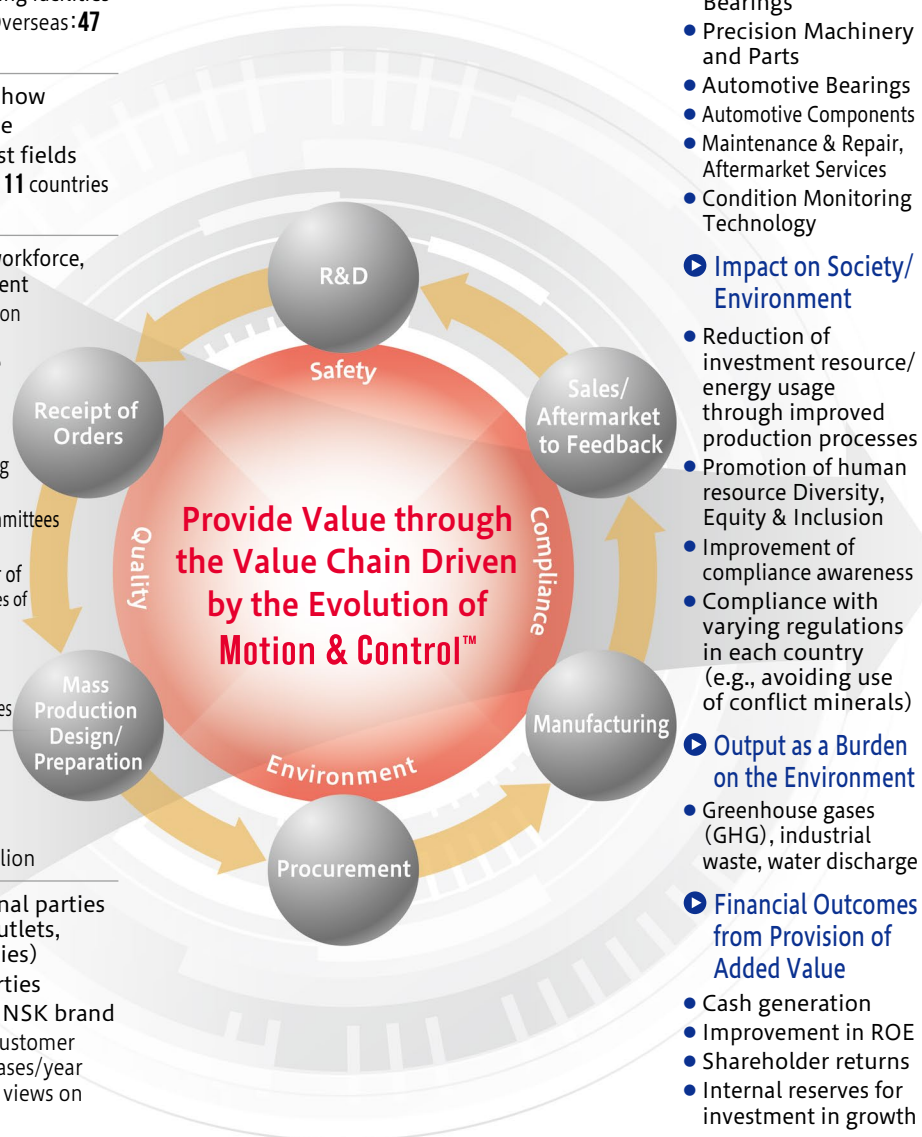 ing facilities
Overseas:47
how
e
st fields
11 countries
workforce,
ent
on
g
mmittees
r of
es of
es
lion
nal parties
utlets,
ies)
rties
NSK brand
ustomer
ases/year
views on
R&D
Receipt of
Orders
Mass
Production
Design/
Preparation
Procurement
Manufacturing
Sales/
Aftermarket
to Feedback
Safety
Quality
Compliance
Environment
Provide Value through
the Value Chain Driven
by the Evolution of
Motion & Control™
Bearings
• Precision Machinery
and Parts
• Automotive Bearings
• Automotive Components
• Maintenance & Repair,
Aftermarket Services
• Condition Monitoring
Technology
Impact on Society/
Environment
• Reduction of
investment resource/
energy usage
through improved
production processes
• Promotion of human
resource Diversity,
Equity & Inclusion
• Improvement of
compliance awareness
• Compliance with
varying regulations
in each country
(e.g., avoiding use
of conflict minerals)
Output as a Burden
on the Environment
• Greenhouse gases
(GHG), industrial
waste, water discharge
Financial Outcomes
from Provision of
Added Value
• Cash generation
• Improvement in ROE
• Shareholder returns
• Internal reserves for
investment in growth